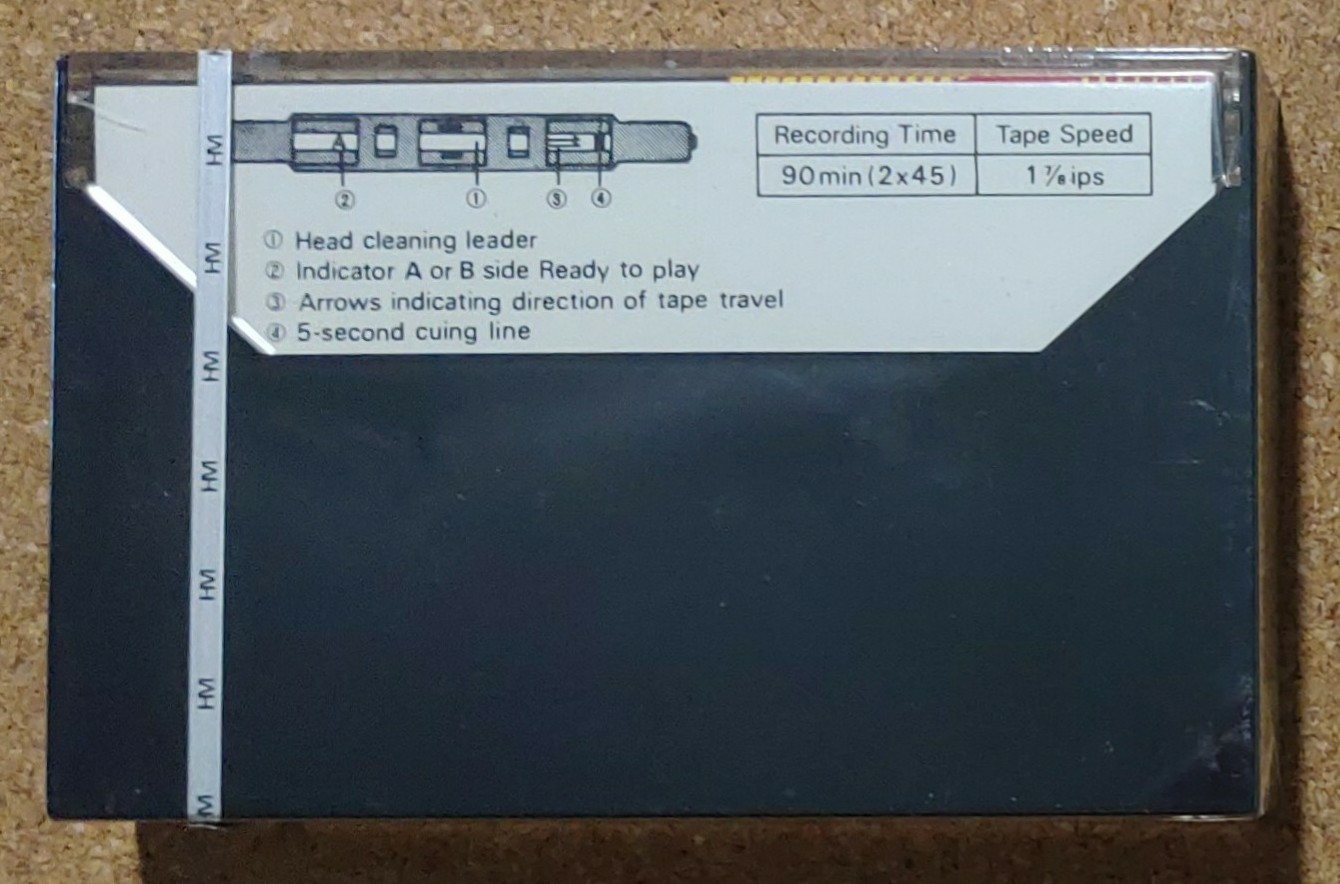 A
② ① ③ ④
Recording Time Tape Speed
90min (2x45) 1 ⅞ ips
① Head cleaning leader
② Indicator A or B side Ready to play
③ Arrows indicating direction of tape travel
④ 5-second cuing line
HM
HM
HM
HM
HM
HM
HM